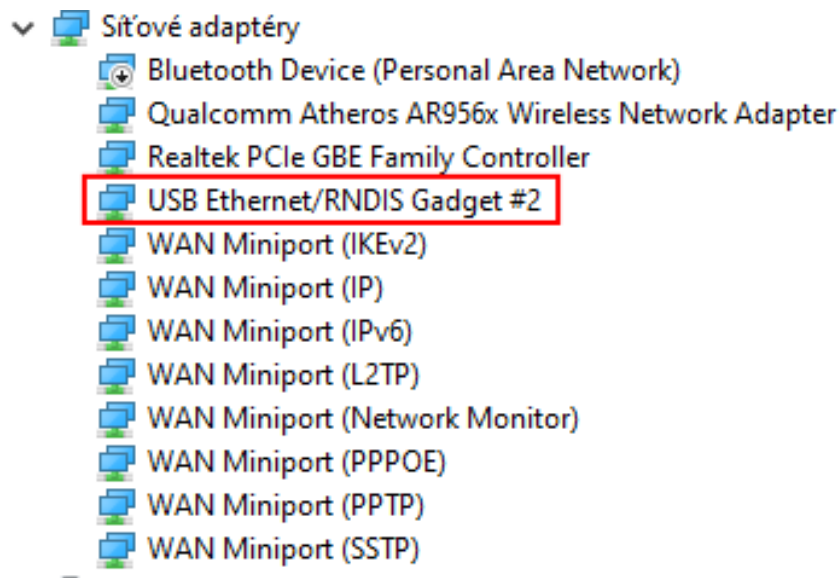 Síťové adaptéry
Bluetooth Device (Personal Area Network)
Qualcomm Atheros AR956x Wireless Network Adapter
Realtek PCIe GBE Family Controller
USB Ethernet/RNDIS Gadget #2
WAN Miniport (IKEv2)
WAN Miniport (IP)
WAN Miniport (IPv6)
WAN Miniport (L2TP)
WAN Miniport (Network Monitor)
WAN Miniport (PPPOE)
WAN Miniport (PPTP)
WAN Miniport (SSTP)